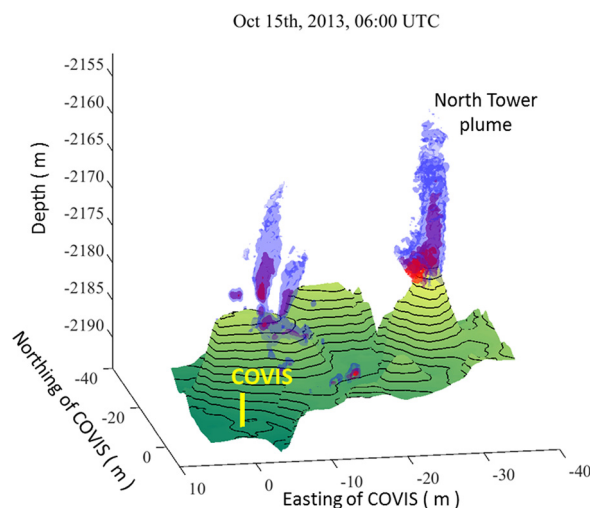 Oct 15th, 2013, 06:00 UTC
-2155
-2160
-2165
-2170
-2175
-2180
-2185
-2190
Depth ( m )
North Tower
plume
COVIS
-40
-20
0
Northing of COVIS ( m )
10
0
-10
-20
-30
-40
Easting of COVIS ( m )